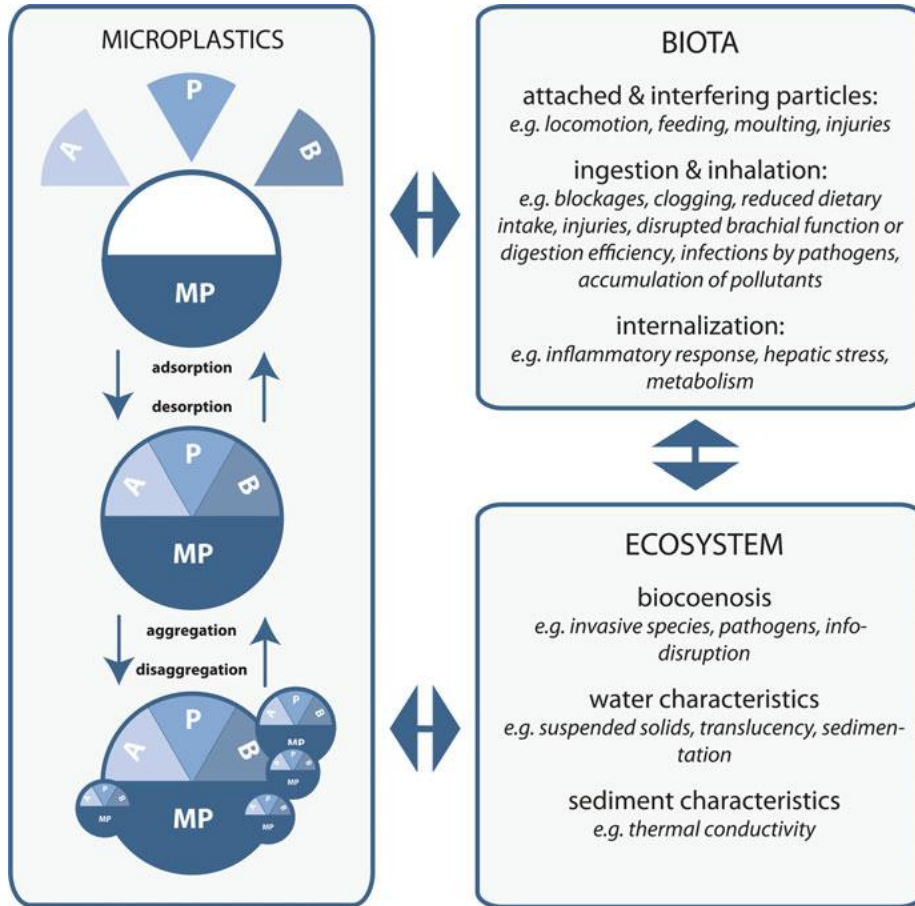 MICROPLASTICS
P
A
B
MP
adsorption
desorption
P
A
B
MP
aggregation
disaggregation
P
A
B
MP
A
P
B
MP
A
P
B
MP
A
P
B
MP
A
P
B
MP
BIOTA
attached & interfering particles:
e.g. locomotion, feeding, moulting, injuries
ingestion & inhalation:
e.g. blockages, clogging, reduced dietary
intake, injuries, disrupted brachial function or
digestion efficiency, infections by pathogens,
accumulation of pollutants
internalization:
e.g. inflammatory response, hepatic stress,
metabolism
ECOSYSTEM
biocoenosis
e.g. invasive species, pathogens, info-
disruption
water characteristics
e.g. suspended solids, translucency, sedimen-
tation
sediment characteristics
e.g. thermal conductivity